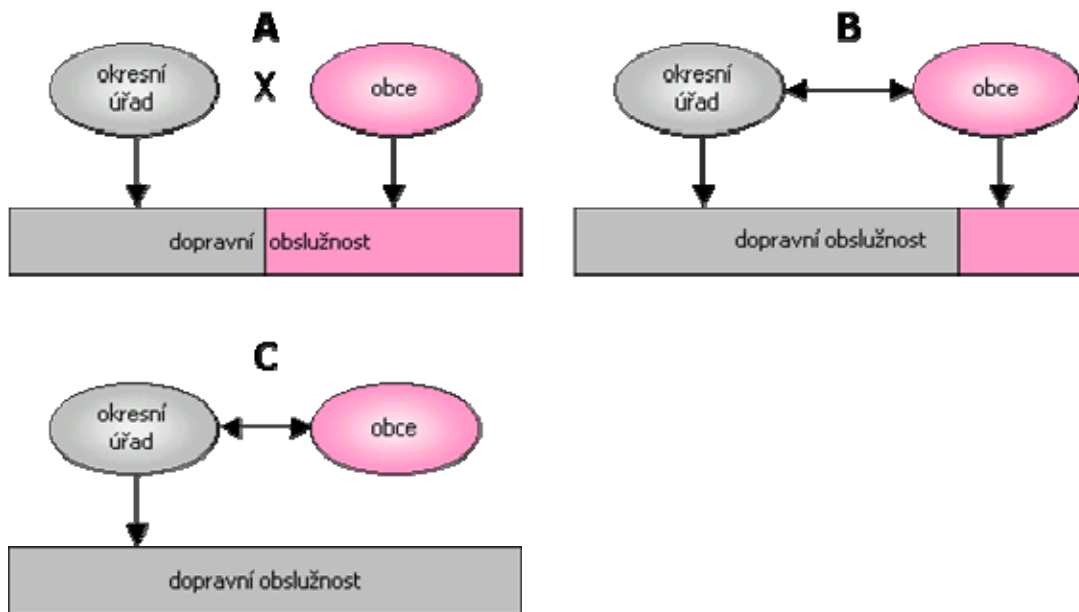 A
okresní
úřad
X
obce
dopravní obslužnost
B
okresní
úřad
obce
dopravní obslužnost
C
okresní
úřad
obce
dopravní obslužnost